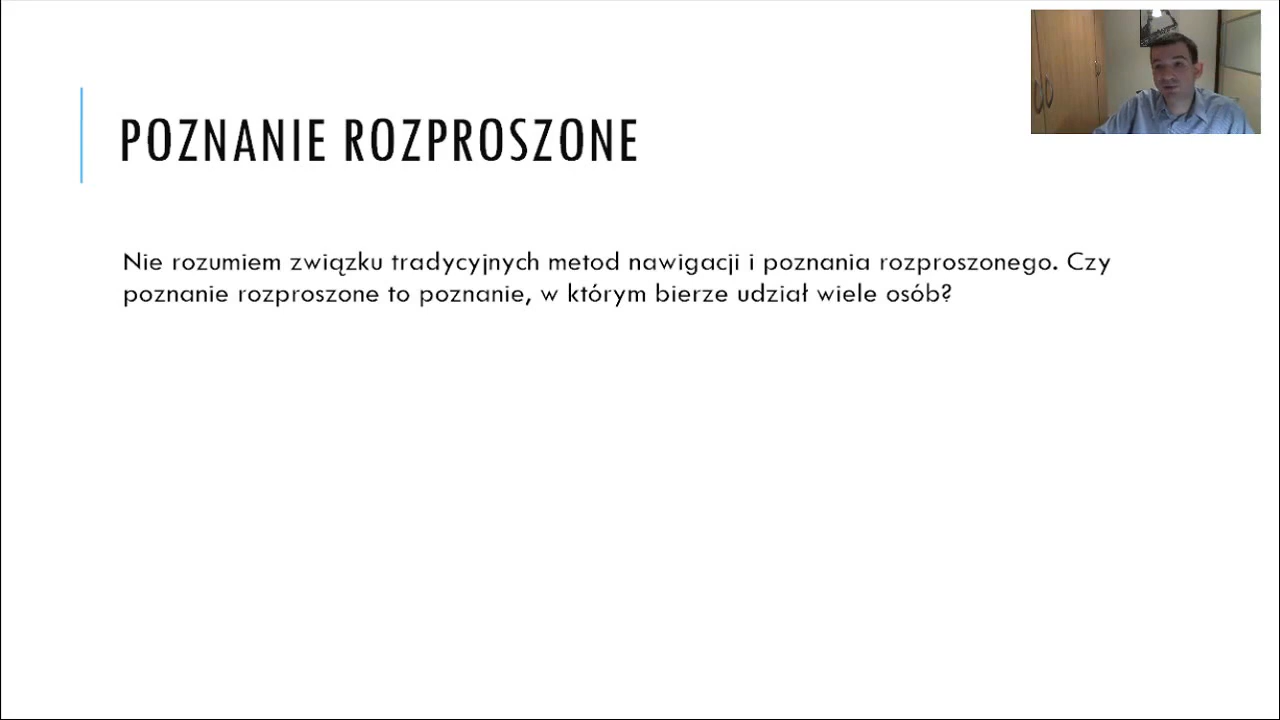 POZNANIE ROZPROSZONE
Nie rozumiem związku tradycyjnych metod nawigacji i poznania rozproszonego. Czy
poznanie rozproszone to poznanie, w którym bierze udział wiele osób?